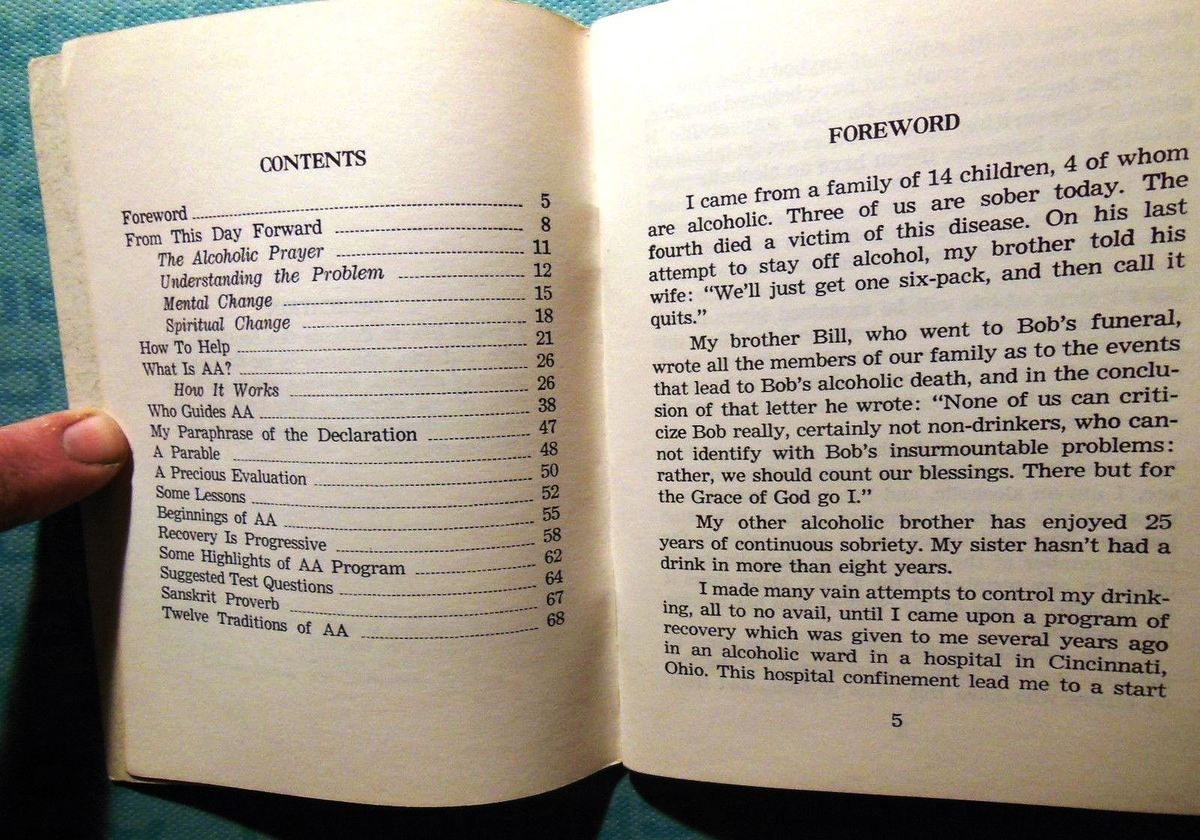 CONTENTS
Foreword 5
From This Day Forward 8
The Alcoholic Prayer 11
Understanding the Problem 12
Mental Change 15
Spiritual Change 18
How To Help 21
What Is AA? 26
How It Works 26
Who Guides AA 38
My Paraphrase of the Declaration 47
A Parable 48
A Precious Evaluation 50
Some Lessons 52
Beginnings of AA 55
Recovery Is Progressive 58
Some Highlights of AA Program 62
Suggested Test Questions 64
Sanskrit Proverb 67
Twelve Traditions of AA 68
FOREWORD
I came from a family of 14 children, 4 of whom
are alcoholic. Three of us are sober today. The
fourth died a victim of this disease. On his last
attempt to stay off alcohol, my brother told his
wife: “We'll just get one six-pack, and then call it
quits.”
My brother Bill, who went to Bob's funeral,
wrote all the members of our family as to the events
that lead to Bob's alcoholic death, and in the conclu-
sion of that letter he wrote: “None of us can criti-
cize Bob really, certainly not non-drinkers, who can-
not identify with Bob's insurmountable problems:
rather, we should count our blessings. There but for
the Grace of God go I.”
My other alcoholic brother has enjoyed 25
years of continuous sobriety. My sister hasn't had a
drink in more than eight years.
I made many vain attempts to control my drink-
ing, all to no avail, until I came upon a program of
recovery which was given to me several years ago
in an alcoholic ward in a hospital in Cincinnati,
Ohio. This hospital confinement lead me to a start
5